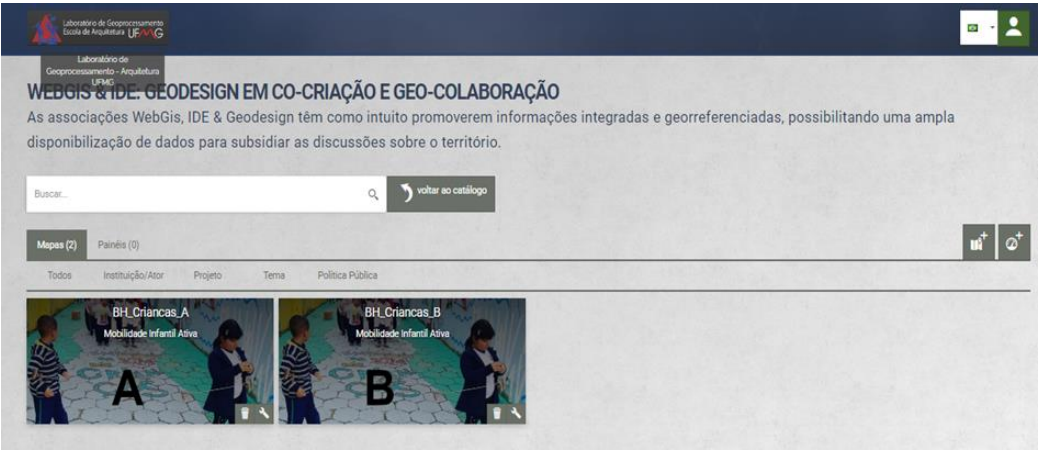 Laboratório de Geoprocessamento
Escola de Arquitetura UFMG
Laboratório de
Geoprocessamento - Arquitetura
UFMG
WEBGIS & IDE: GEODESIGN EM CO-CRIAÇÃO E GEO-COLABORAÇÃO
As associações WebGis, IDE & Geodesign têm como intuito promoverem informações integradas e georreferenciadas, possibilitando uma ampla
disponibilização de dados para subsidiar as discussões sobre o território.
Buscar...
voltar ao catálogo
Mapas (2) Painéis (0)
Todos Instituição/Ator Projeto Tema Política Pública
BH_Criancas_A
Mobilidade Infantil Ativa
A
BH_Criancas_B
Mobilidade Infantil Ativa
B